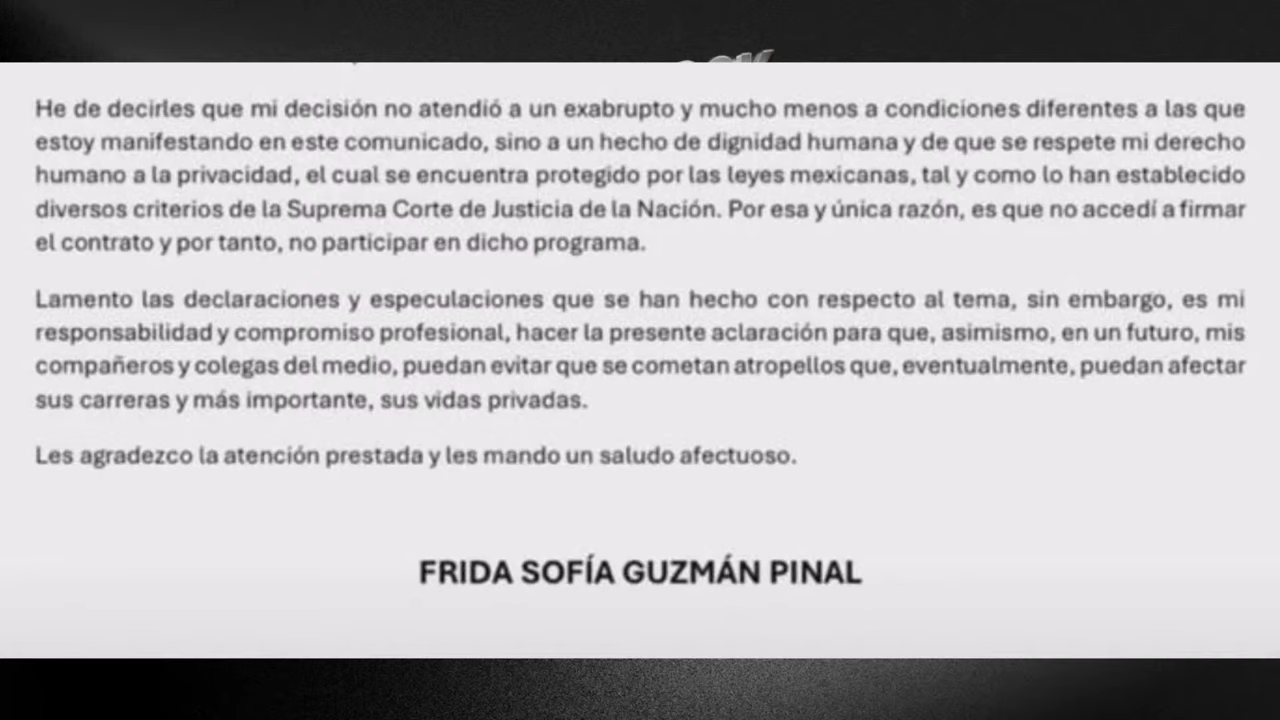 He de decirles que mi decisión no atendió a un exabrupto y mucho menos a condiciones diferentes a las que
estoy manifestando en este comunicado, sino a un hecho de dignidad humana y de que se respete mi derecho
humano a la privacidad, el cual se encuentra protegido por las leyes mexicanas, tal y como lo han establecido
diversos criterios de la Suprema Corte de Justicia de la Nación. Por esa y única razón, es que no accedí a firmar
el contrato y por tanto, no participar en dicho programa.
Lamento las declaraciones y especulaciones que se han hecho con respecto al tema, sin embargo, es mi
responsabilidad y compromiso profesional, hacer la presente aclaración para que, asimismo, en un futuro, mis
compañeros y colegas del medio, puedan evitar que se cometan atropellos que, eventualmente, puedan afectar
sus carreras y más importante, sus vidas privadas.
Les agradezco la atención prestada y les mando un saludo afectuoso.
FRIDA SOFÍA GUZMÁN PINAL